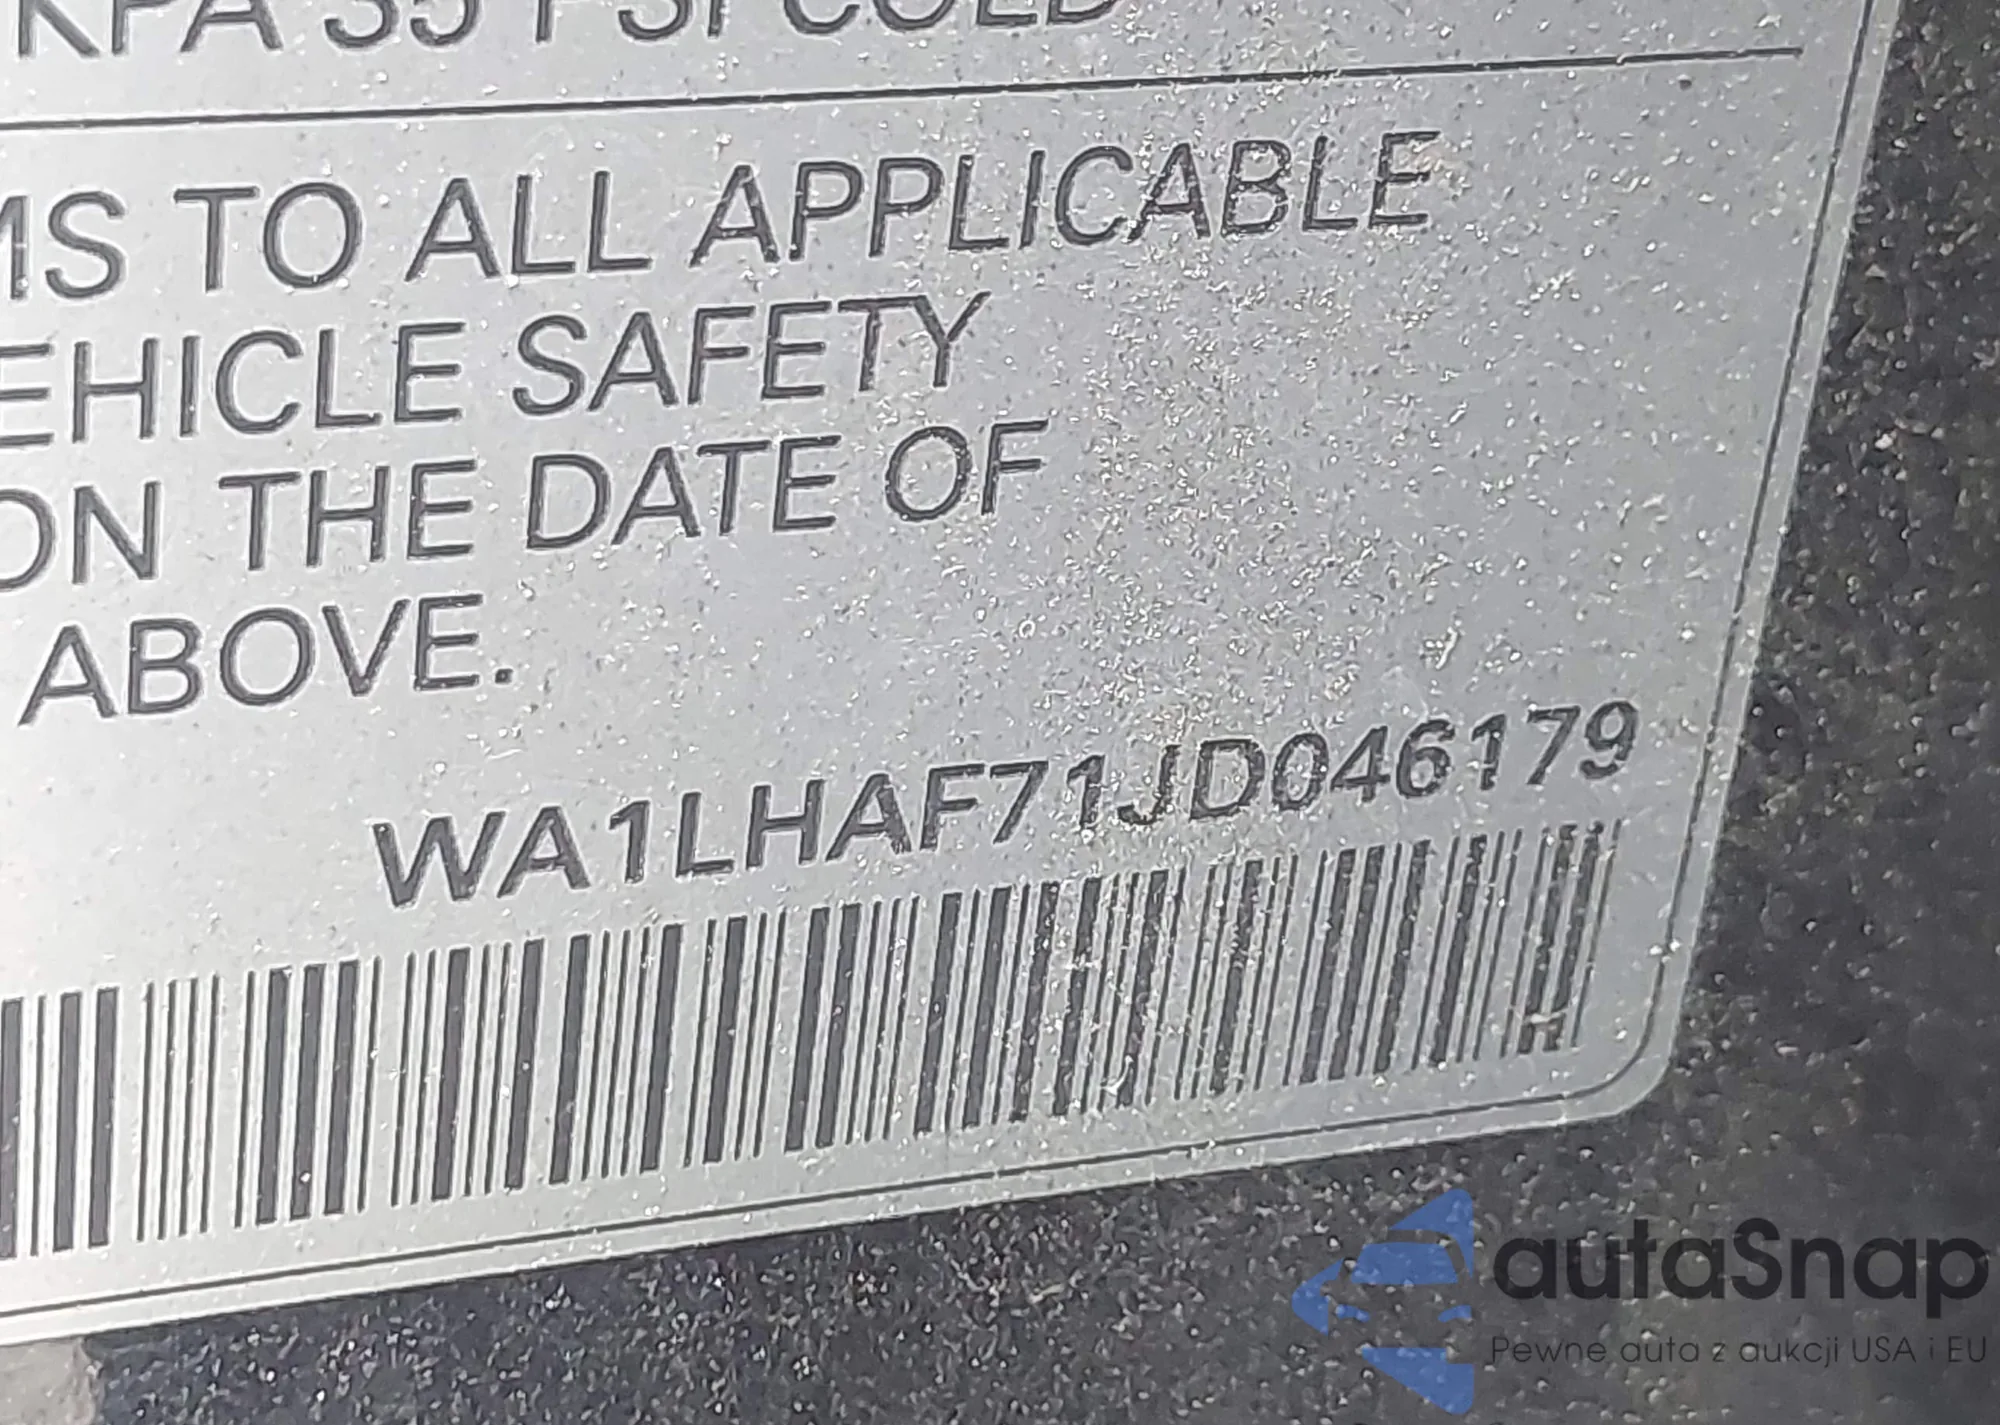 KPA 35 PSI COLD
MS TO ALL APPLICABLE
EHICLE SAFETY
ON THE DATE OF
ABOVE.
WA1LHAF71JD046179
autaSnap
Pewne auta z aukcji USA i EU